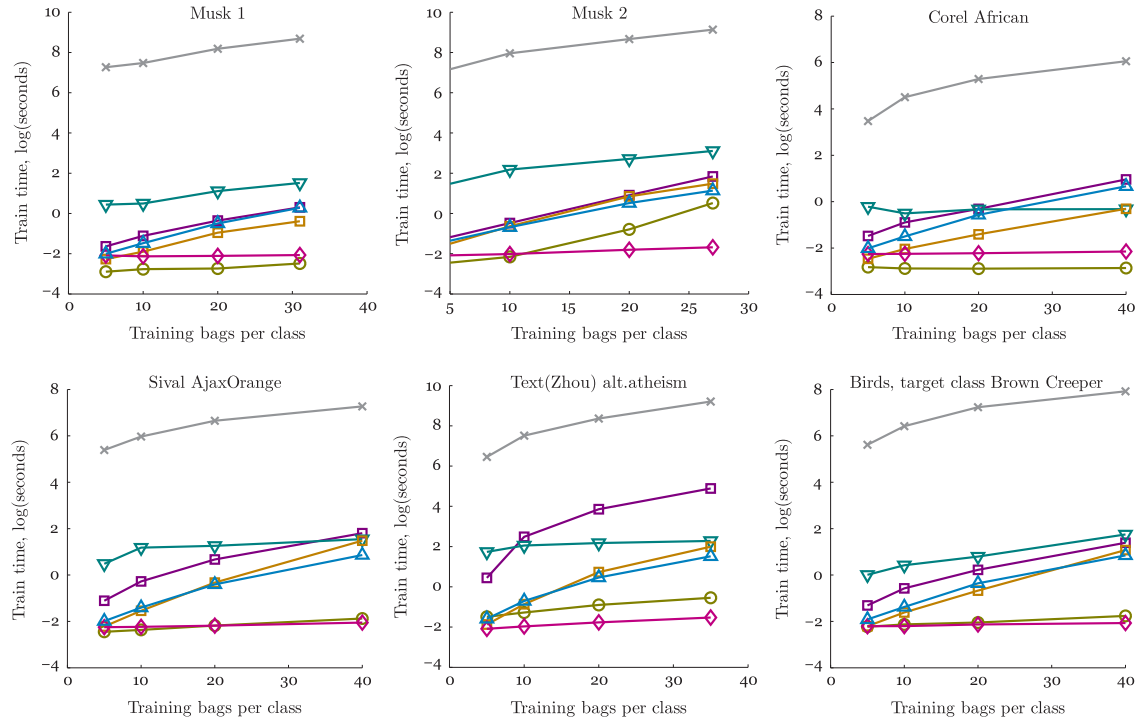 Musk 1
Train time, log(seconds)
10
8
6
4
2
0
−2
−4
0 10 20 30 40
Training bags per class
Musk 2
Train time, log(seconds)
10
8
6
4
2
0
−2
−4
5 10 15 20 25 30
Training bags per class
Corel African
Train time, log(seconds)
8
6
4
2
0
−2
−4
0 10 20 30 40
Training bags per class
Sival AjaxOrange
Train time, log(seconds)
8
6
4
2
0
−2
−4
0 10 20 30 40
Training bags per class
Text(Zhou) alt.atheism
Train time, log(seconds)
10
8
6
4
2
0
−2
−4
0 10 20 30 40
Training bags per class
Birds, target class Brown Creeper
Train time, log(seconds)
8
6
4
2
0
−2
−4
0 10 20 30 40
Training bags per class